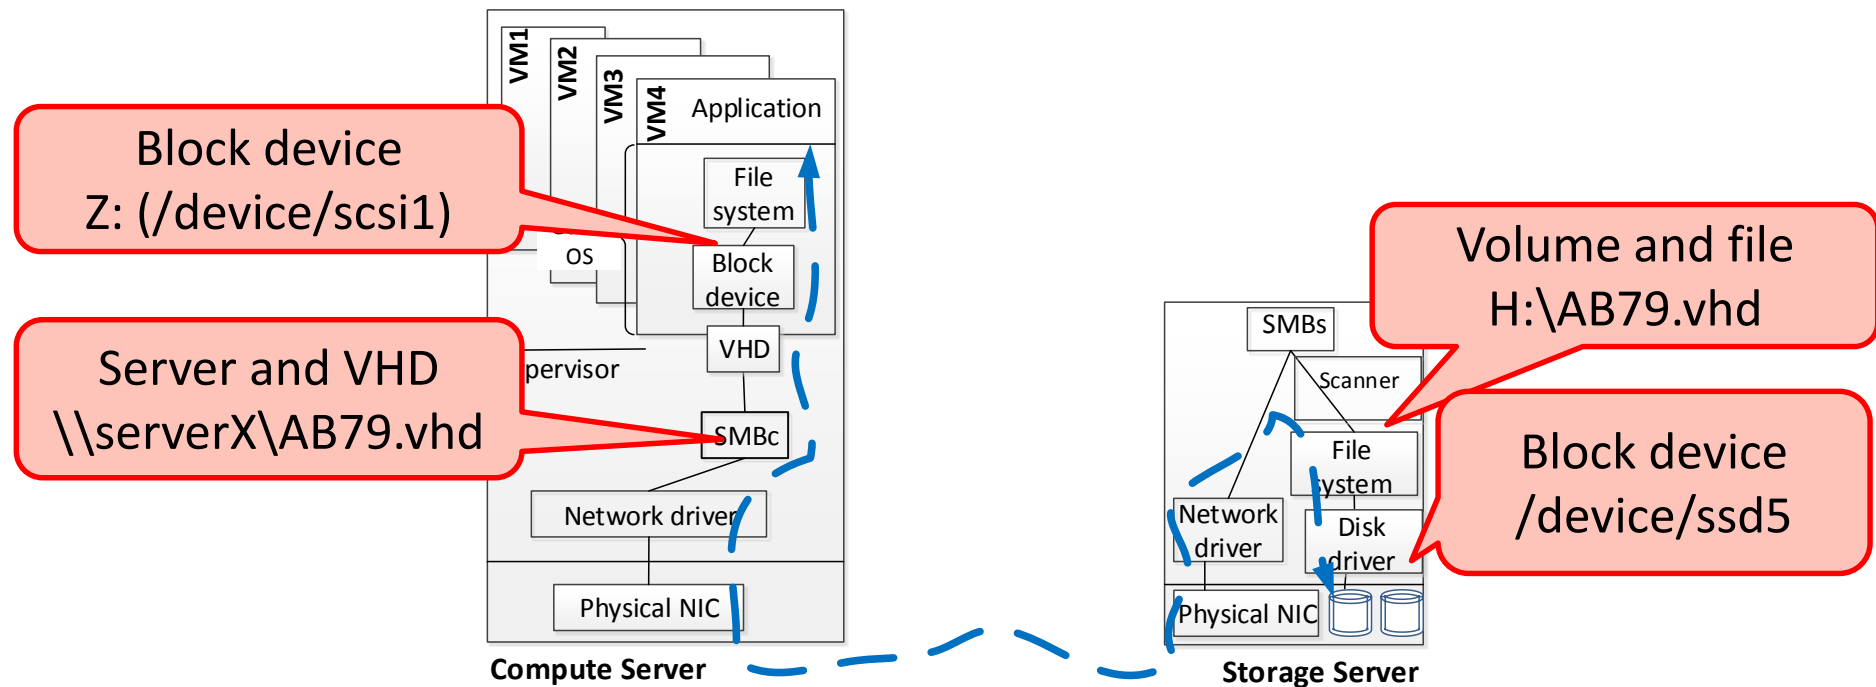 VM1
VM2
VM3
VM4
Application
Block device
Z: (/device/scsi1)
File
system
OS
Block
device
Server and VHD
\\serverX\AB79.vhd
VHD
pervisor
SMBc
Network driver
Physical NIC
Compute Server
Volume and file
H:\AB79.vhd
SMBs
Scanner
File
system
Block device
/device/ssd5
Network
driver
Disk
driver
Physical NIC
Storage Server